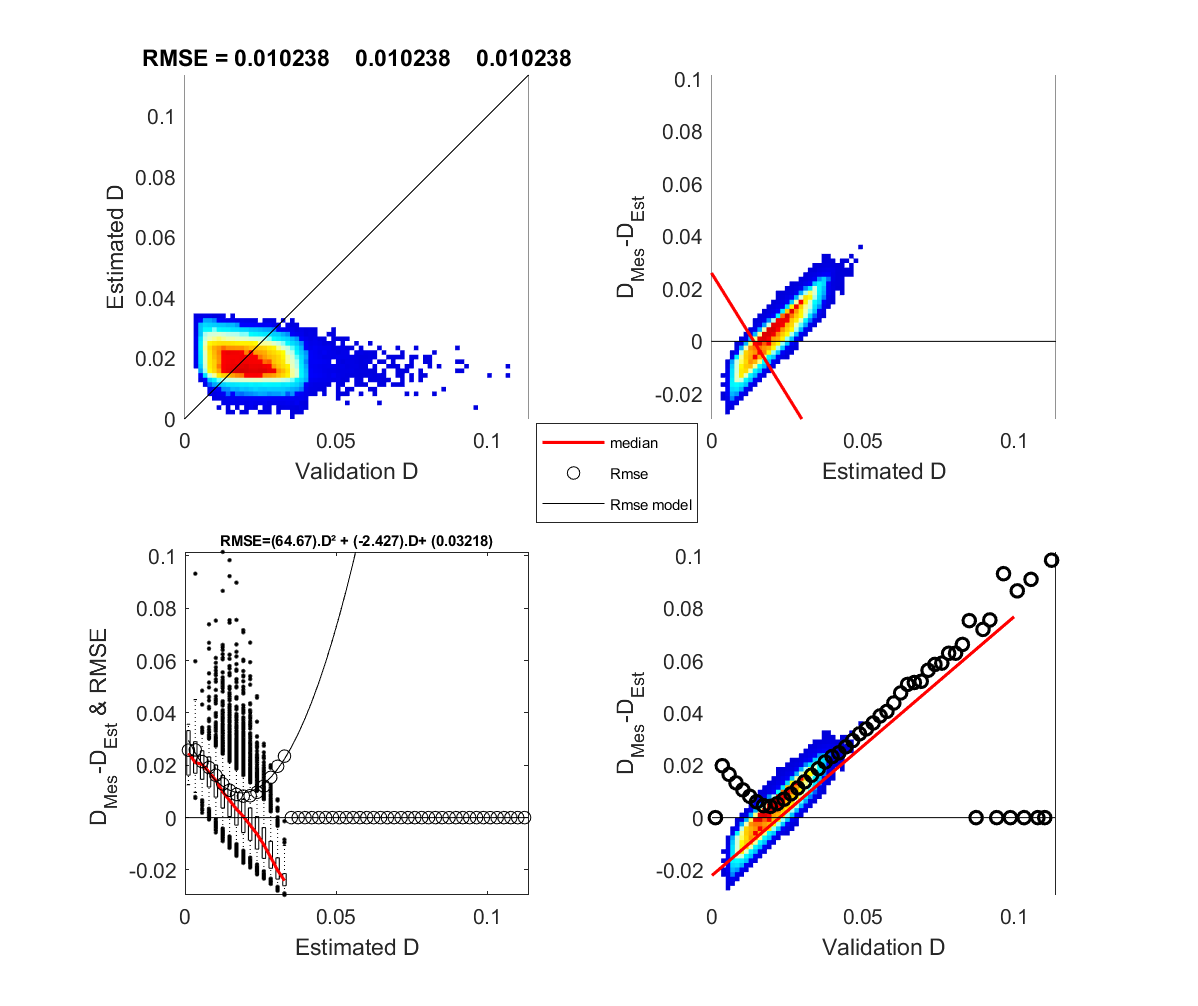 RMSE = 0.010238 0.010238 0.010238
0.1
0.08
0.06
0.04
0.02
0
Estimated D
0 0.05 0.1
Validation D
0.1
0.08
0.06
0.04
0.02
0
-0.02
D_Mes-D_Est
0 0.05 0.1
Estimated D
median
Rmse
Rmse model
RMSE=(64.67).D² + (-2.427).D+ (0.03218)
0.1
0.08
0.06
0.04
0.02
0
-0.02
D_Mes-D_Est & RMSE
0 0.05 0.1
Estimated D
0.1
0.08
0.06
0.04
0.02
0
-0.02
D_Mes-D_Est
0 0.05 0.1
Validation D